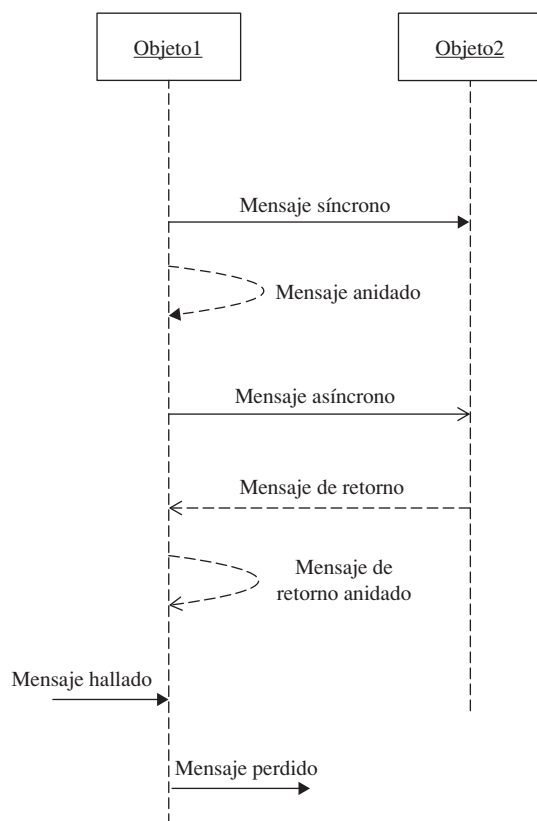 Objeto1
Objeto2
Mensaje síncrono
Mensaje anidado
Mensaje asíncrono
Mensaje de retorno
Mensaje de
retorno anidado
Mensaje hallado
Mensaje perdido